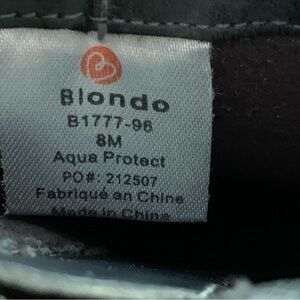 Blondo
B1777-96
8M
Aqua Protect
PO#: 212507
Fabriqué en Chine
Made in China